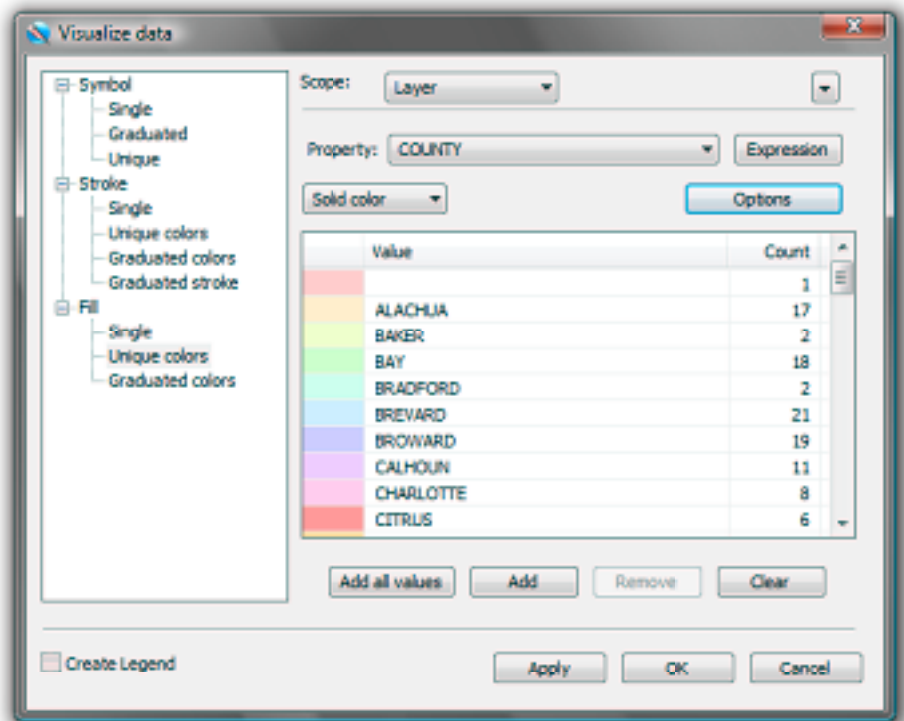 Visualize data
Symbol
Single
Graduated
Unique
Stroke
Single
Unique colors
Graduated colors
Graduated stroke
Fill
Single
Unique colors
Graduated colors
Scope: Layer
Property: COUNTY Expression
Solid color Options
Value Count
1
ALACHUA 17
BAKER 2
BAY 18
BRADFORD 2
BREVARD 21
BROWARD 19
CALHOUN 11
CHARLOTTE 8
CITRUS 6
Add all values Add Remove Clear
Create Legend Apply OK Cancel